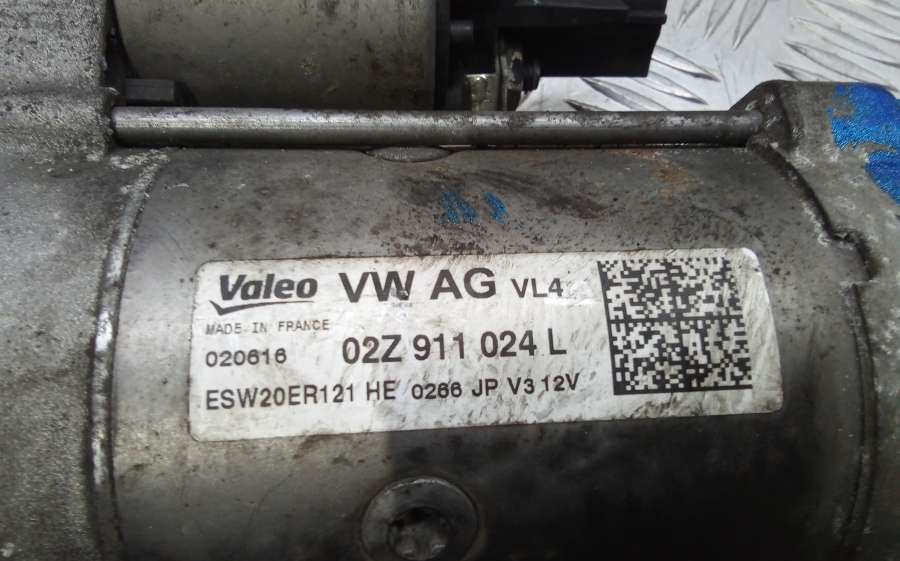 Valeo VW AG VL4
MADE IN FRANCE
020616 02Z 911 024 L
ESW20ER121 HE 0266 JP V3 12V